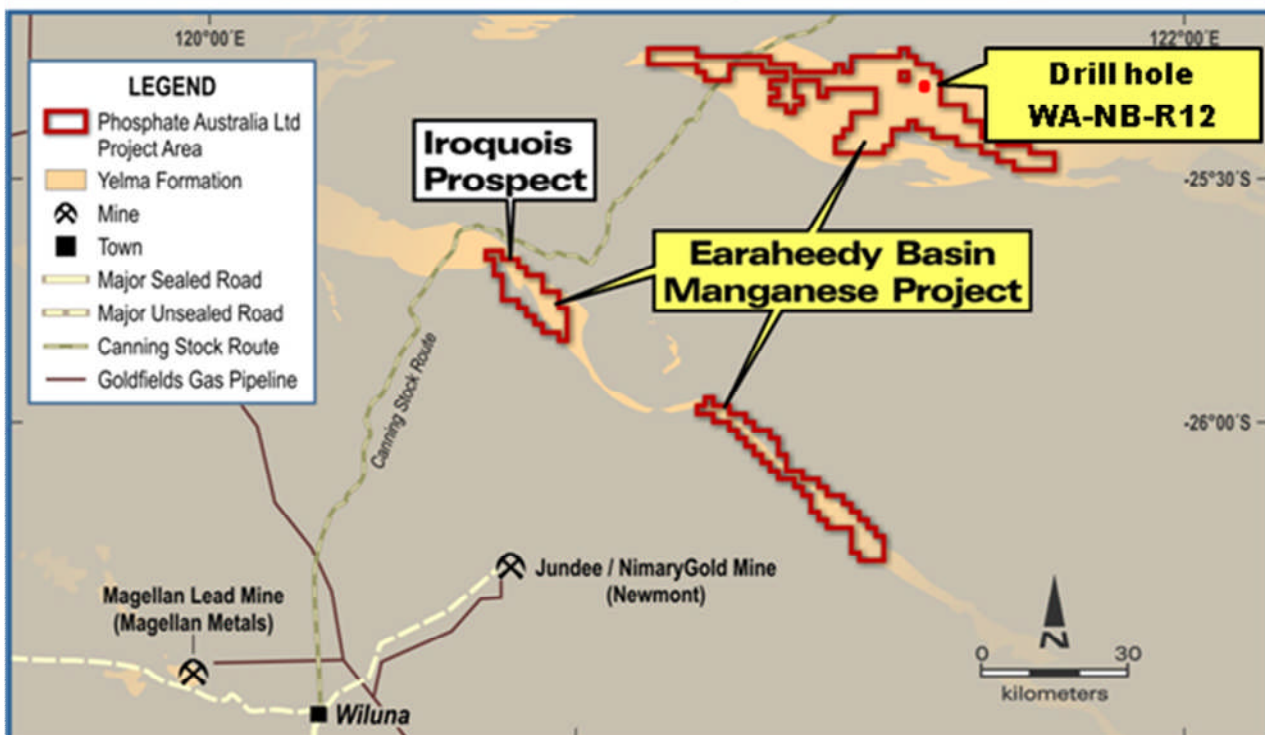 120°00´E
122°00´E
LEGEND
Phosphate Australia Ltd
Project Area
Yelma Formation
Mine
Town
Major Sealed Road
Major Unsealed Road
Canning Stock Route
Goldfields Gas Pipeline
Drill hole
WA-NB-R12
Iroquois
Prospect
-25°30´S
Earaheedy Basin
Manganese Project
Canning Stock Route
-26°00´S
Jundee / NimaryGold Mine
(Newmont)
Magellan Lead Mine
(Magellan Metals)
Wiluna
N
0 30
kilometers